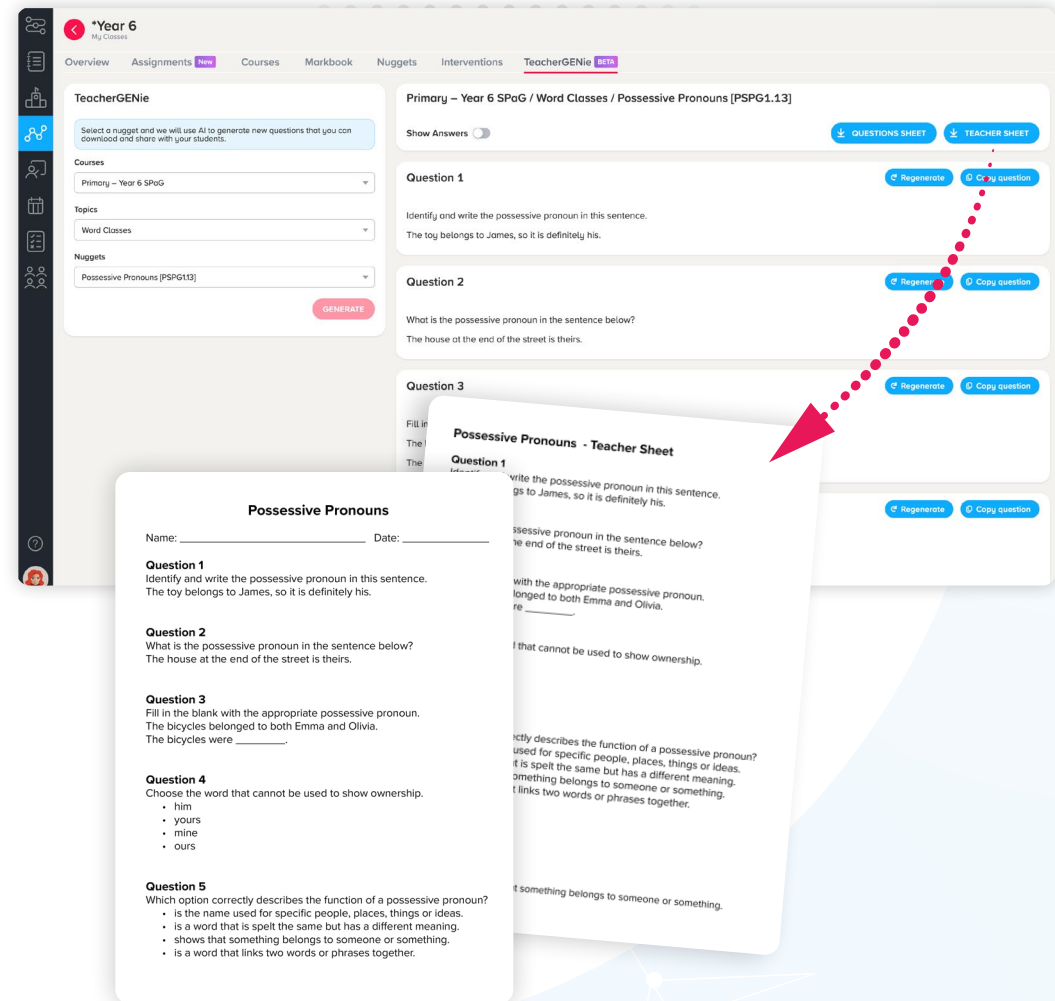 *Year 6
My Classes
Overview Assignments New Courses Markbook Nuggets Interventions TeacherGENie BETA
TeacherGENie
Select a nugget and we will use AI to generate new questions that you can
download and share with your students.
Courses
Primary – Year 6 SPaG
Topics
Word Classes
Nuggets
Possessive Pronouns [PSPG1.13]
GENERATE
Primary – Year 6 SPaG / Word Classes / Possessive Pronouns [PSPG1.13]
Show Answers
QUESTIONS SHEET
TEACHER SHEET
Question 1
Regenerate Copy question
Identify and write the possessive pronoun in this sentence.
The toy belongs to James, so it is definitely his.
Question 2
Regenerate Copy question
What is the possessive pronoun in the sentence below?
The house at the end of the street is theirs.
Question 3
Regenerate Copy question
Fill in
The
The
Regenerate Copy question
Possessive Pronouns - Teacher Sheet
Question 1
write the possessive pronoun in this sentence.
to James, so it is definitely his.
pronoun in the sentence below?
end of the street is theirs.
with the appropriate possessive pronoun.
to both Emma and Olivia.
________.
that cannot be used to show ownership.
describes the function of a possessive pronoun?
used for specific people, places, things or ideas.
is spelt the same but has a different meaning.
something belongs to someone or something.
links two words or phrases together.
something belongs to someone or something.
Possessive Pronouns
Name: ____________________ Date: __________
Question 1
Identify and write the possessive pronoun in this sentence.
The toy belongs to James, so it is definitely his.
Question 2
What is the possessive pronoun in the sentence below?
The house at the end of the street is theirs.
Question 3
Fill in the blank with the appropriate possessive pronoun.
The bicycles belonged to both Emma and Olivia.
The bicycles were ________.
Question 4
Choose the word that cannot be used to show ownership.
• him
• yours
• mine
• ours
Question 5
Which option correctly describes the function of a possessive pronoun?
• is the name used for specific people, places, things or ideas.
• is a word that is spelt the same but has a different meaning.
• shows that something belongs to someone or something.
• is a word that links two words or phrases together.